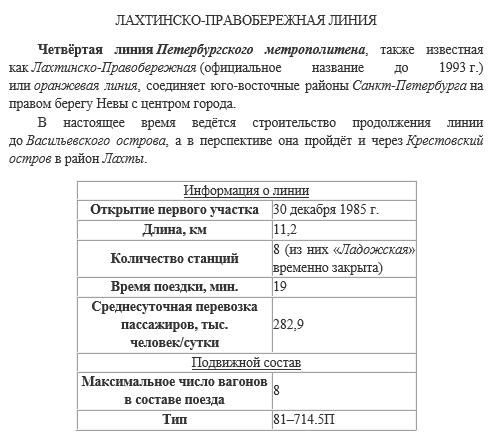 ЛАХТИНСКО-ПРАВОБЕРЕЖНАЯ ЛИНИЯ
Четвёртая линия Петербургского метрополитена, также известная
как Лахтинско-Правобережная (официальное название до 1993 г.)
или оранжевая линия, соединяет юго-восточные районы Санкт-Петербурга на
правом берегу Невы с центром города.
В настоящее время ведётся строительство продолжения линии
до Васильевского острова, а в перспективе она пройдёт и через Крестовский
остров в район Лахты.
Информация о линии
Открытие первого участка 30 декабря 1985 г.
Длина, км 11,2
Количество станций 8 (из них «Ладожская»
временно закрыта)
Время поездки, мин. 19
Среднесуточная перевозка
пассажиров, тыс. 282,9
человек/сутки
Подвижной состав
Максимальное число вагонов 8
в составе поезда
Тип 81–714.5П